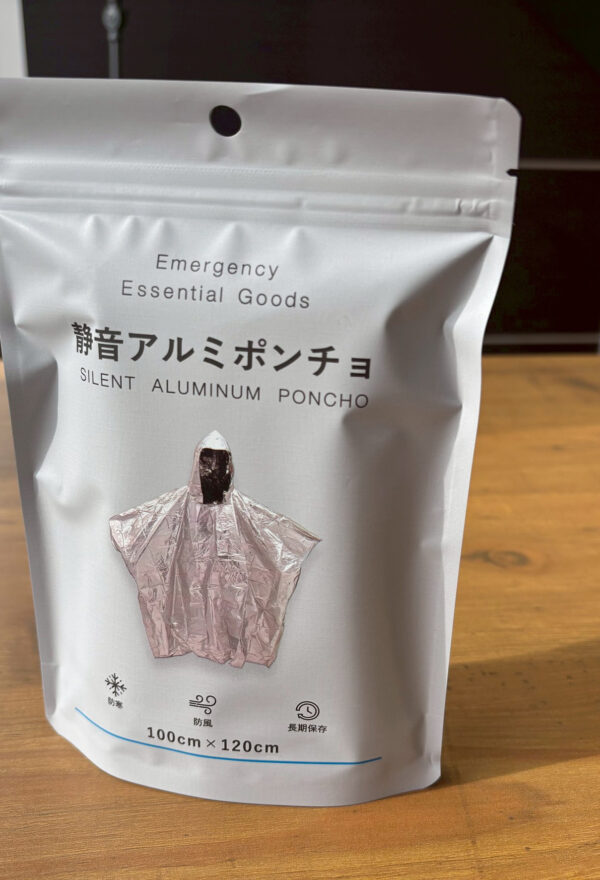 Emergency
Essential Goods
静音アルミポンチョ
SILENT ALUMINUM PONCHO
防寒
防風
長期保存
100cm×120cm